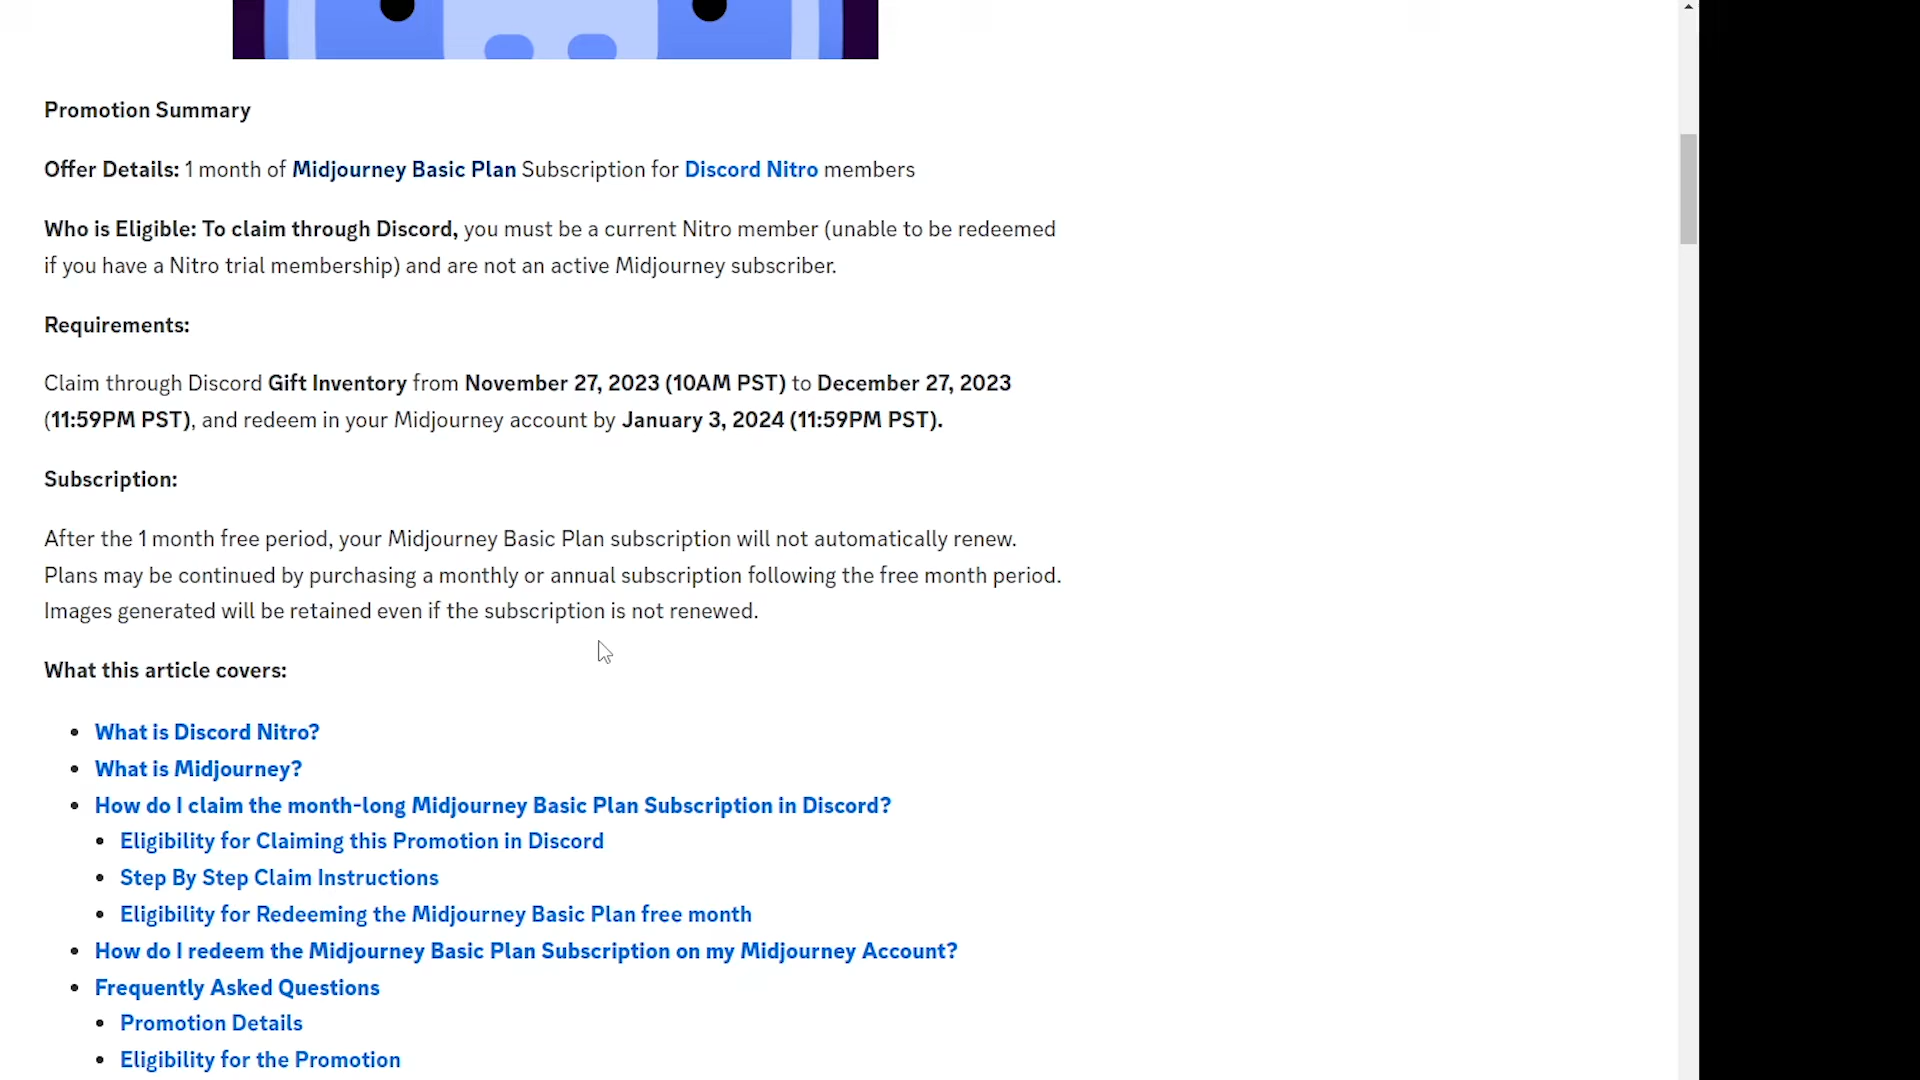 Promotion Summary
Offer Details: 1 month of Midjourney Basic Plan Subscription for Discord Nitro members
Who is Eligible: To claim through Discord, you must be a current Nitro member (unable to be redeemed
if you have a Nitro trial membership) and are not an active Midjourney subscriber.
Requirements:
Claim through Discord Gift Inventory from November 27, 2023 (10AM PST) to December 27, 2023
(11:59PM PST), and redeem in your Midjourney account by January 3, 2024 (11:59PM PST).
Subscription:
After the 1 month free period, your Midjourney Basic Plan subscription will not automatically renew.
Plans may be continued by purchasing a monthly or annual subscription following the free month period.
Images generated will be retained even if the subscription is not renewed.
What this article covers:
What is Discord Nitro?
What is Midjourney?
How do I claim the month-long Midjourney Basic Plan Subscription in Discord?
Eligibility for Claiming this Promotion in Discord
Step By Step Claim Instructions
Eligibility for Redeeming the Midjourney Basic Plan free month
How do I redeem the Midjourney Basic Plan Subscription on my Midjourney Account?
Frequently Asked Questions
Promotion Details
Eligibility for the Promotion